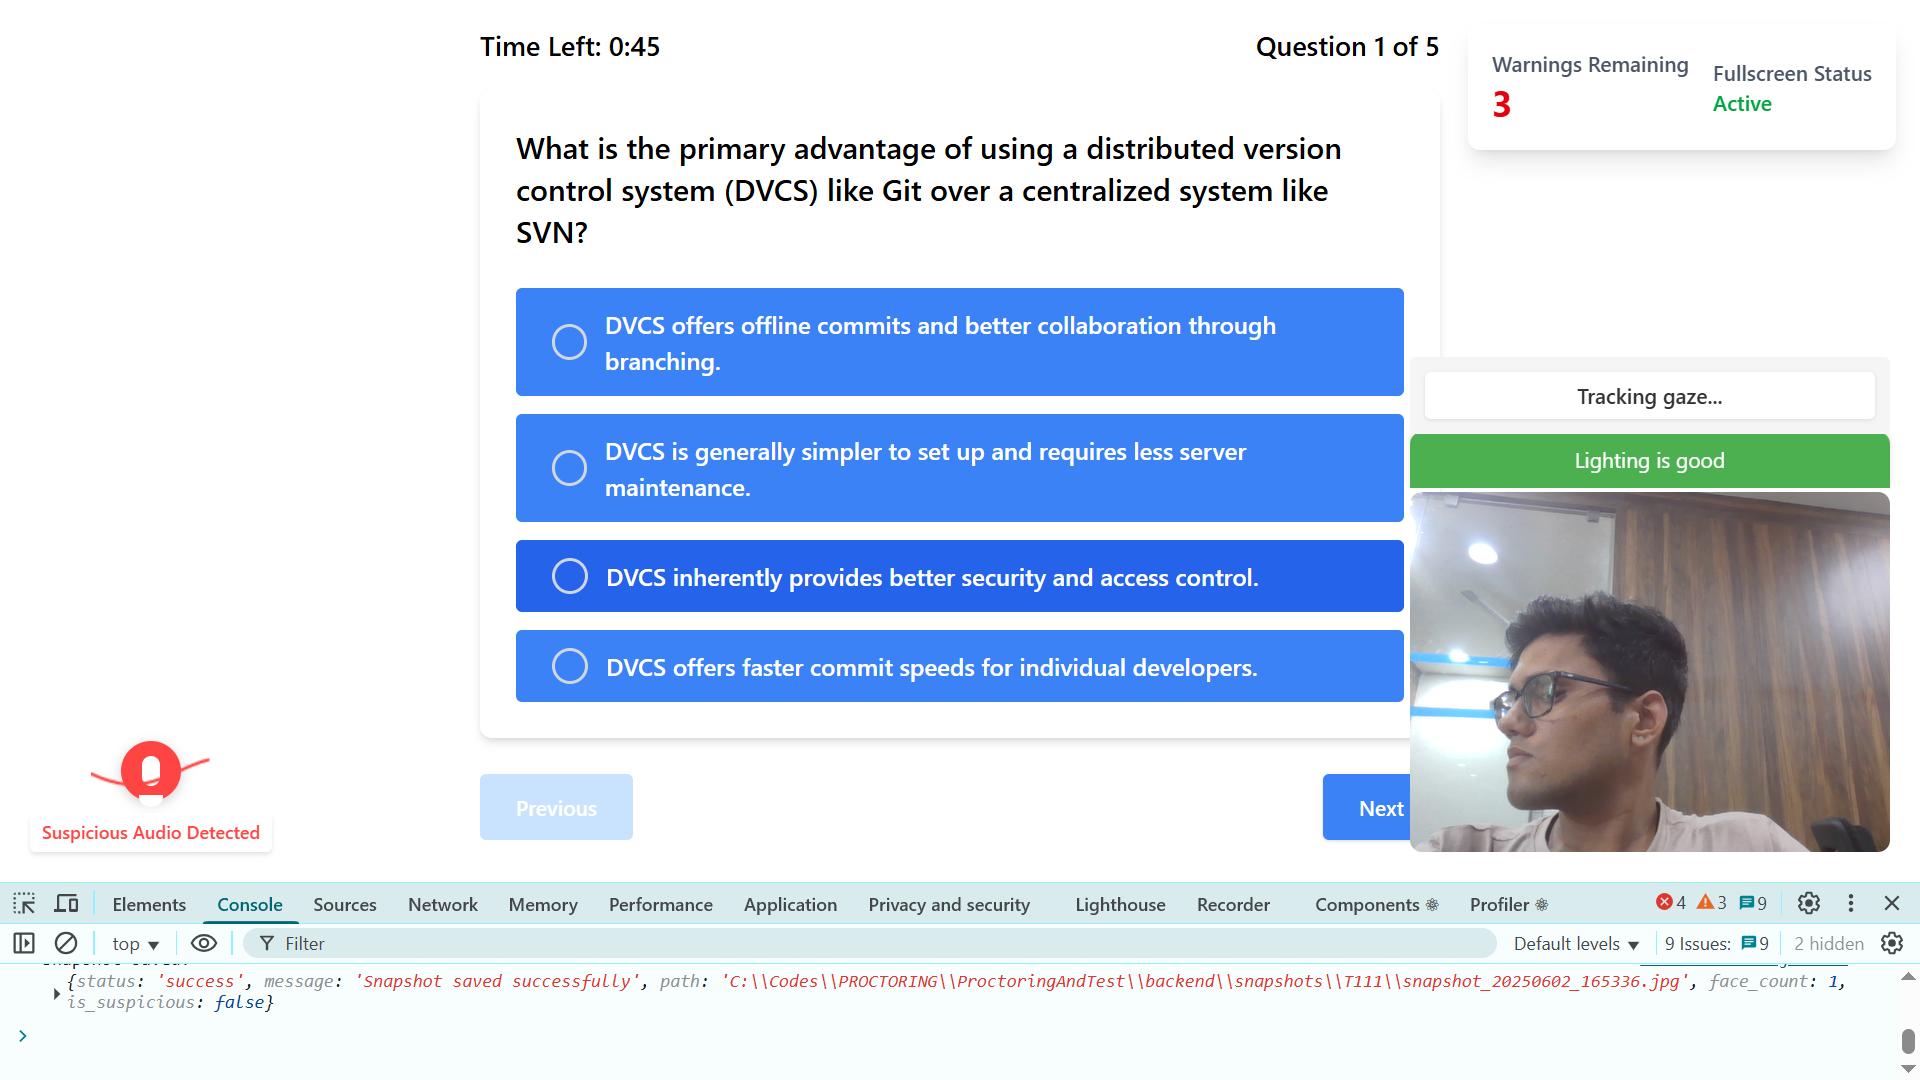 Time Left: 0:45
Question 1 of 5
Warnings Remaining
3
Fullscreen Status
Active
What is the primary advantage of using a distributed version
control system (DVCS) like Git over a centralized system like
SVN?
DVCS offers offline commits and better collaboration through
branching.
DVCS is generally simpler to set up and requires less server
maintenance.
DVCS inherently provides better security and access control.
DVCS offers faster commit speeds for individual developers.
Tracking gaze...
Lighting is good
Suspicious Audio Detected
Previous
Next
Elements Console Sources Network Memory Performance Application Privacy and security Lighthouse Recorder Components Profiler 4 3 9
top Filter Default levels 9 Issues: 9 2 hidden
{status: 'success', message: 'Snapshot saved successfully', path: 'C:\\Codes\\PROCTORING\\ProctoringAndTest\\backend\\snapshots\\T111\\snapshot_20250602_165336.jpg', face_count: 1,
is_suspicious: false}